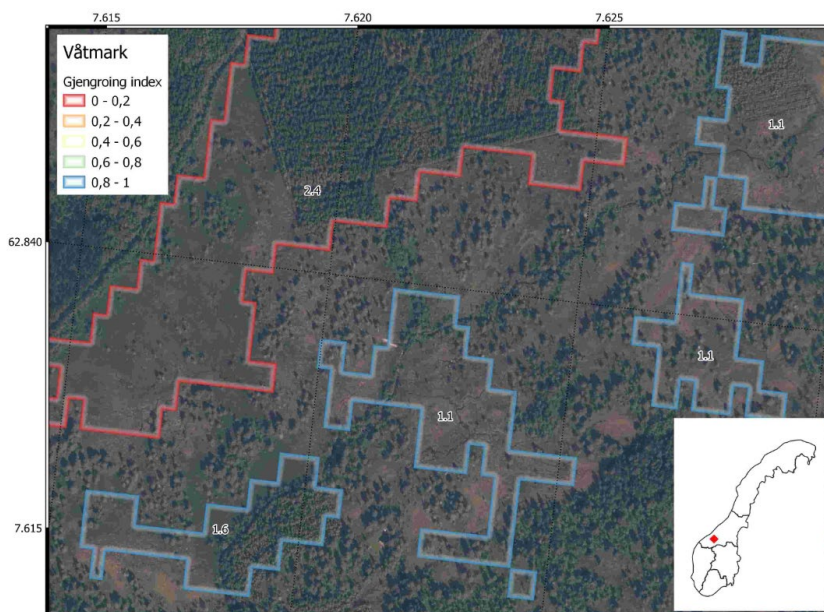 7.615
7.620
7.625
Våtmark
Gjengroing index
0 - 0,2
0,2 - 0,4
0,4 - 0,6
0,6 - 0,8
0,8 - 1
1.1
2.4
62.840
1.1
1.1
7.615
1.6